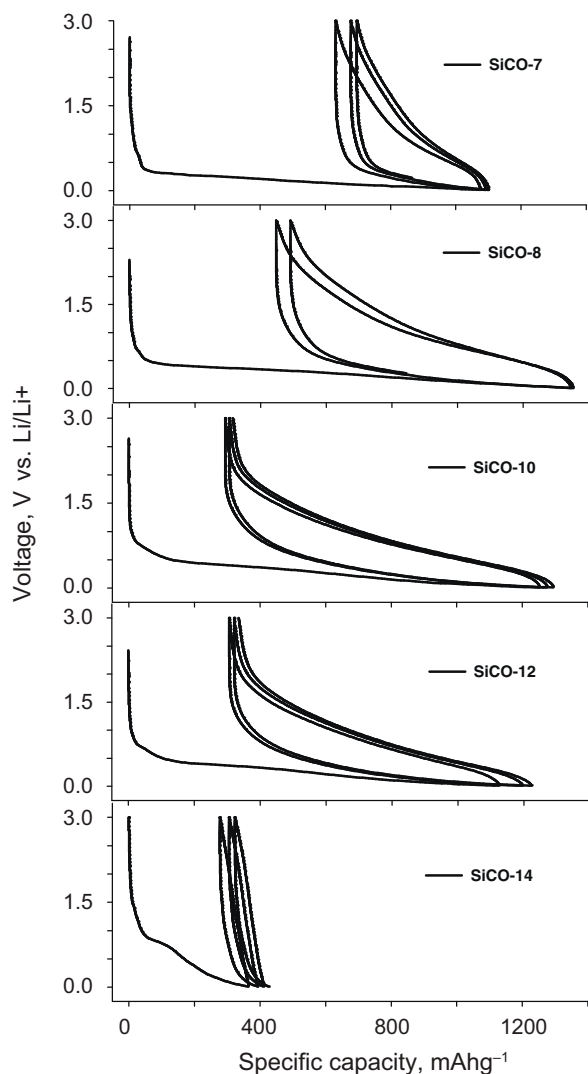 3.0
SiCO-7
1.5
0.0
3.0
SiCO-8
1.5
0.0
Voltage, V vs. Li/Li+
3.0
SiCO-10
1.5
0.0
3.0
SiCO-12
1.5
0.0
3.0
SiCO-14
1.5
0.0
0 400 800 1200
Specific capacity, mAhg⁻¹